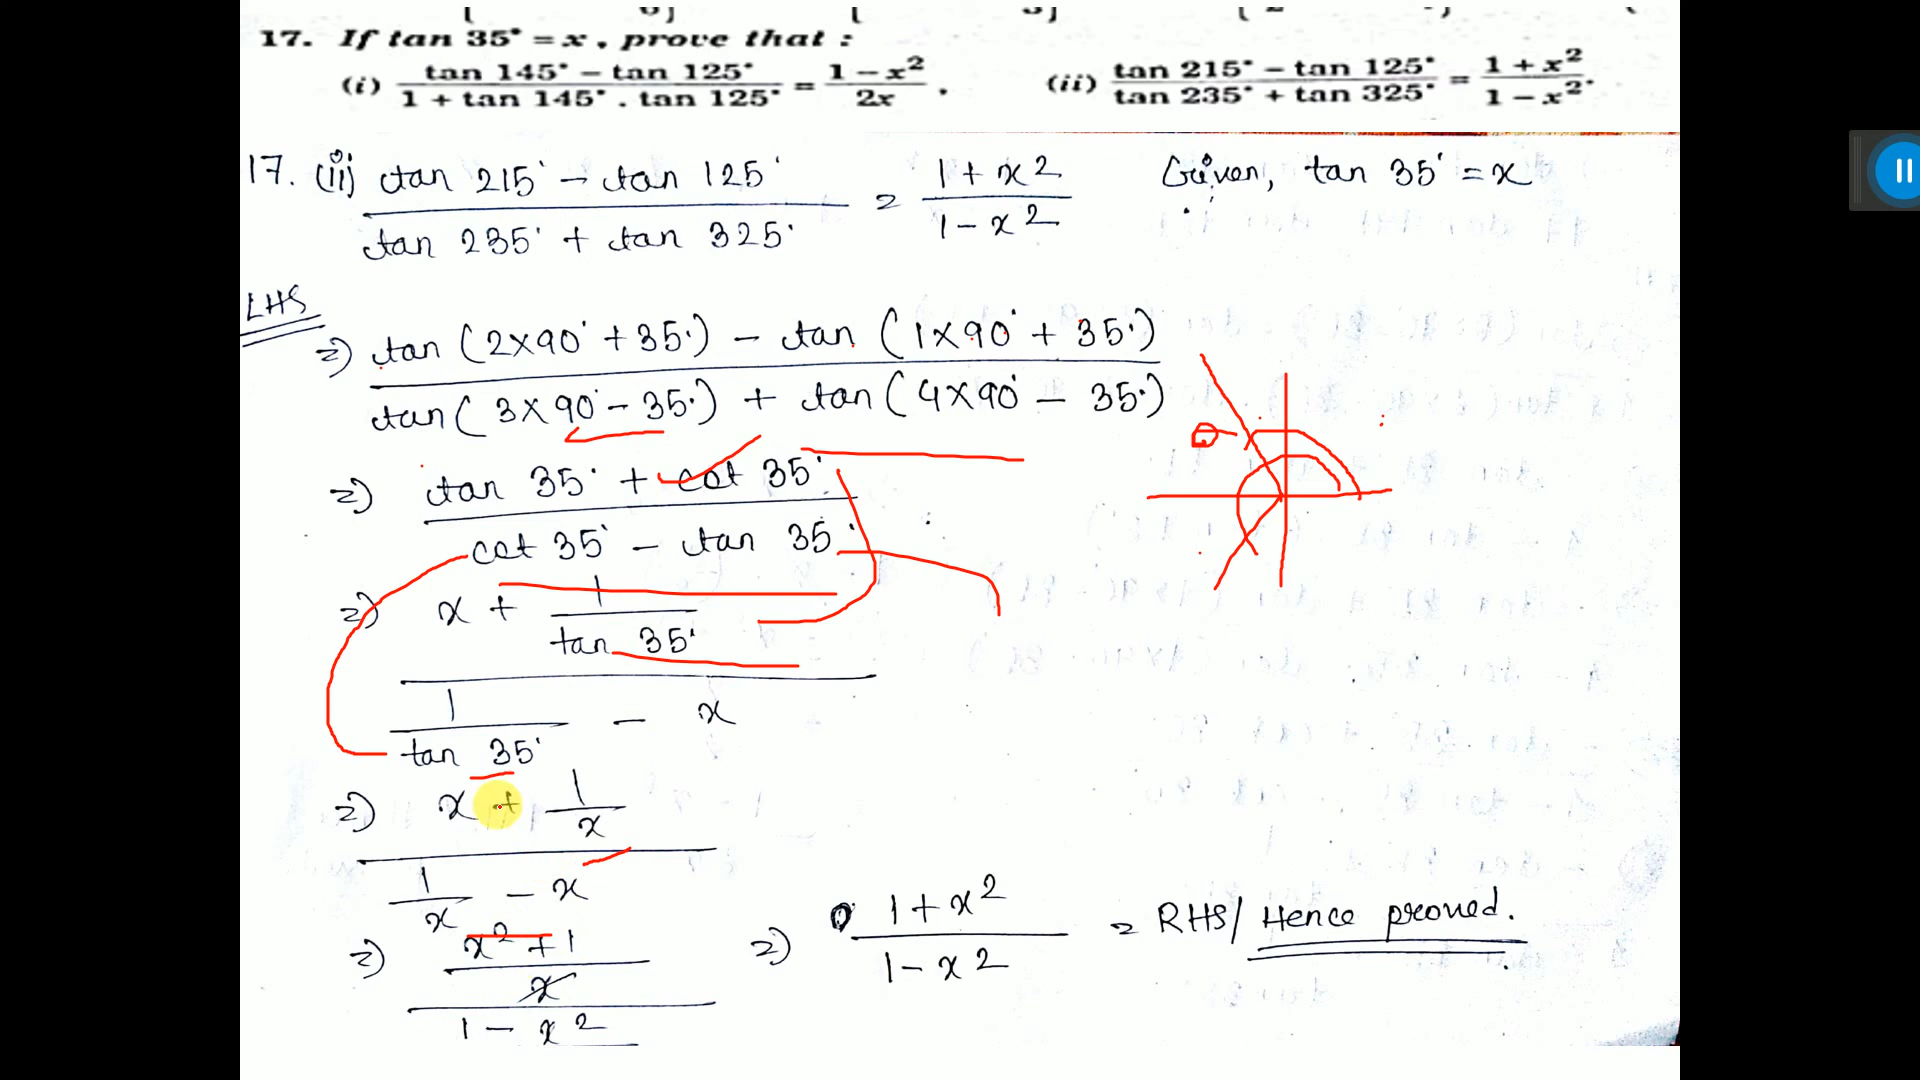 17. If tan 35° = x, prove that :
(i) (tan 145° − tan 125°)/(1 + tan 145° . tan 125°) = (1 − x²)/(2x) . (ii) (tan 215° − tan 125°)/(tan 235° + tan 325°) = (1 + x²)/(1 − x²) .
17. (ii) (tan 215° − tan 125°)/(tan 235° + tan 325°) = (1 + x²)/(1 − x²) Given, tan 35° = x
LHS
⇒ (tan (2×90° + 35°) − tan (1×90° + 35°))/(tan (3×90° − 35°) + tan (4×90° − 35°))
⇒ (tan 35° + cot 35°)/(cot 35° − tan 35°)
⇒ (x + 1/(tan 35°))/(1/(tan 35°) − x)
⇒ (x + 1/x)/(1/x − x)
⇒ ((x² + 1)/x)/(1 − x²) ⇒ (1 + x²)/(1 − x²) = RHS/ Hence proved.